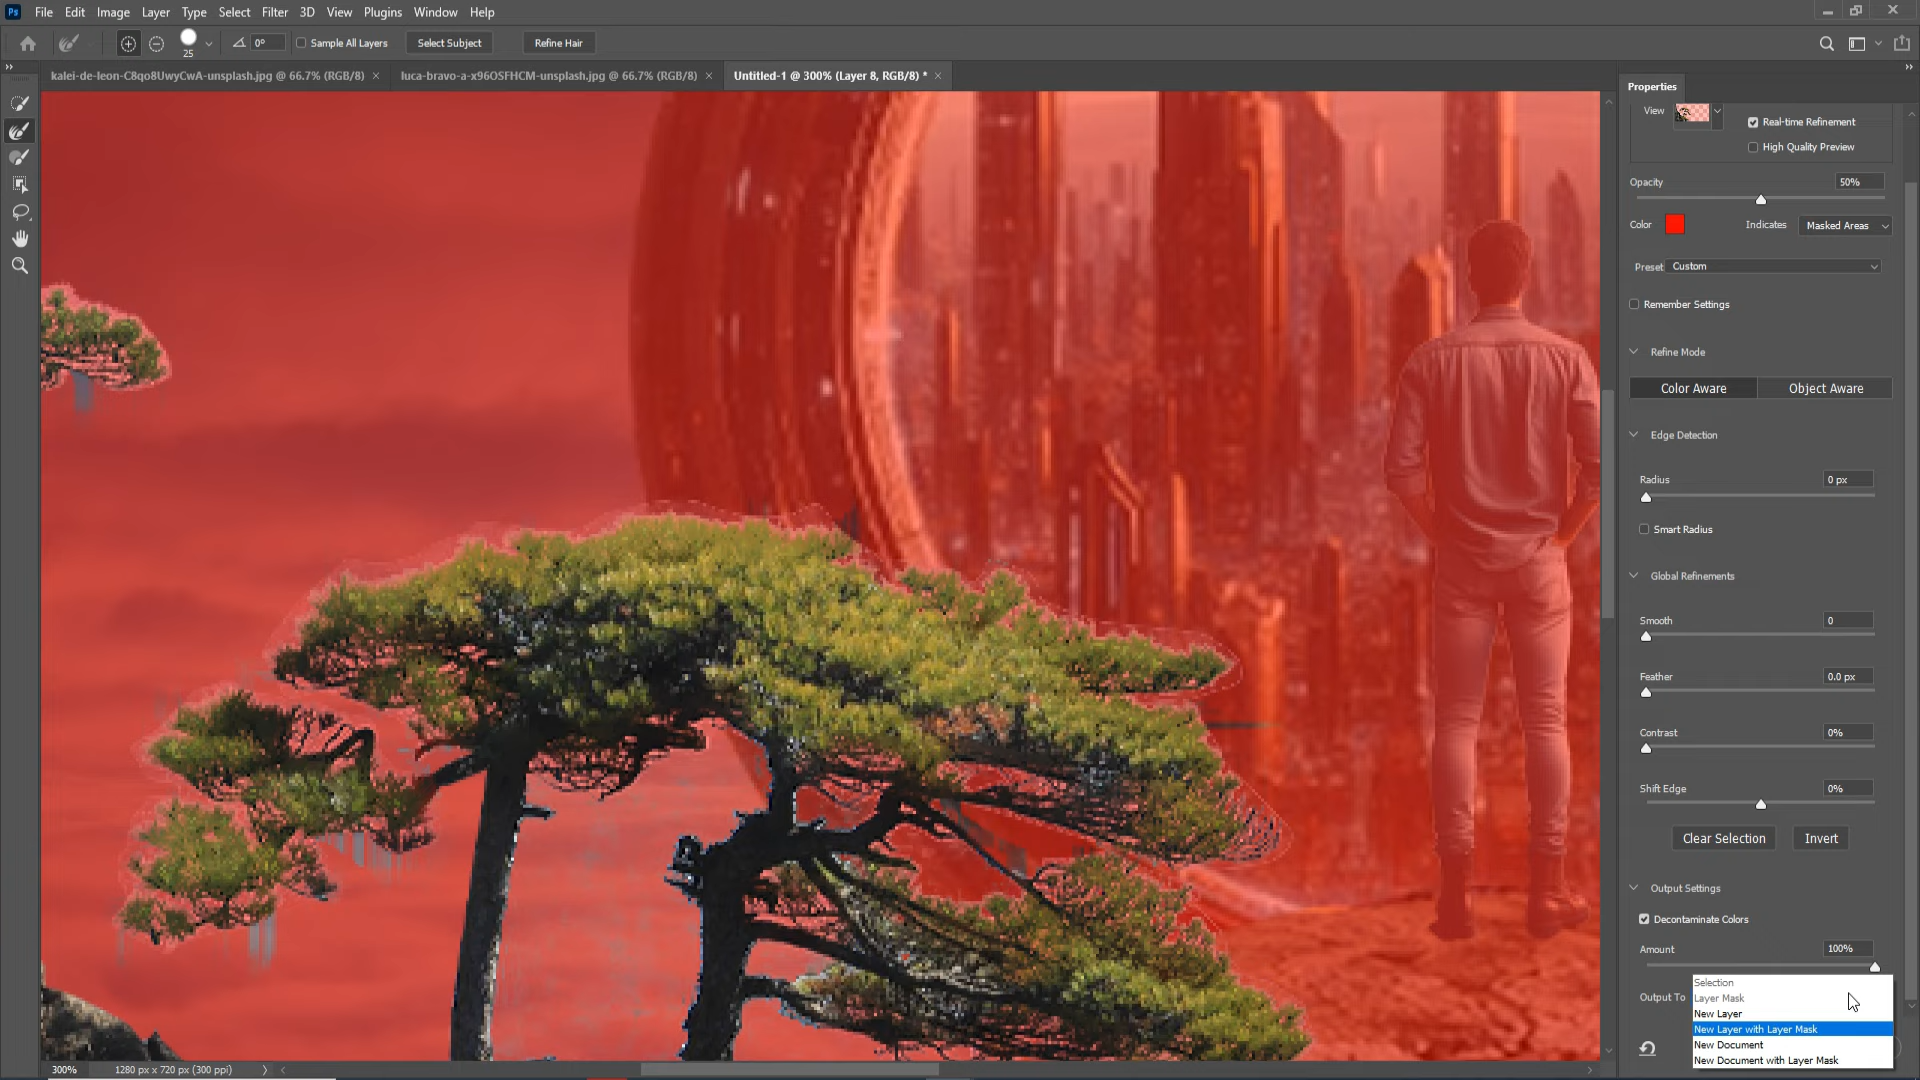 Ps File Edit Image Layer Type Select Filter 3D View Plugins Window Help
25 0° Sample All Layers Select Subject Refine Hair
kalei-de-leon-C8qo8UwyCwA-unsplash.jpg @ 66.7% (RGB/8) × luca-bravo-a-x96OSFHCM-unsplash.jpg @ 66.7% (RGB/8) × Untitled-1 @ 300% (Layer 8, RGB/8) * ×
Properties
View
Real-time Refinement
High Quality Preview
Opacity 50%
Color Indicates Masked Areas
Preset Custom
Remember Settings
Refine Mode
Color Aware Object Aware
Edge Detection
Radius 0 px
Smart Radius
Global Refinements
Smooth 0
Feather 0.0 px
Contrast 0%
Shift Edge 0%
Clear Selection Invert
Output Settings
Decontaminate Colors
Amount 100%
Output To
Selection
Layer Mask
New Layer
New Layer with Layer Mask
New Document
New Document with Layer Mask
300% 1280 px x 720 px (300 ppi)